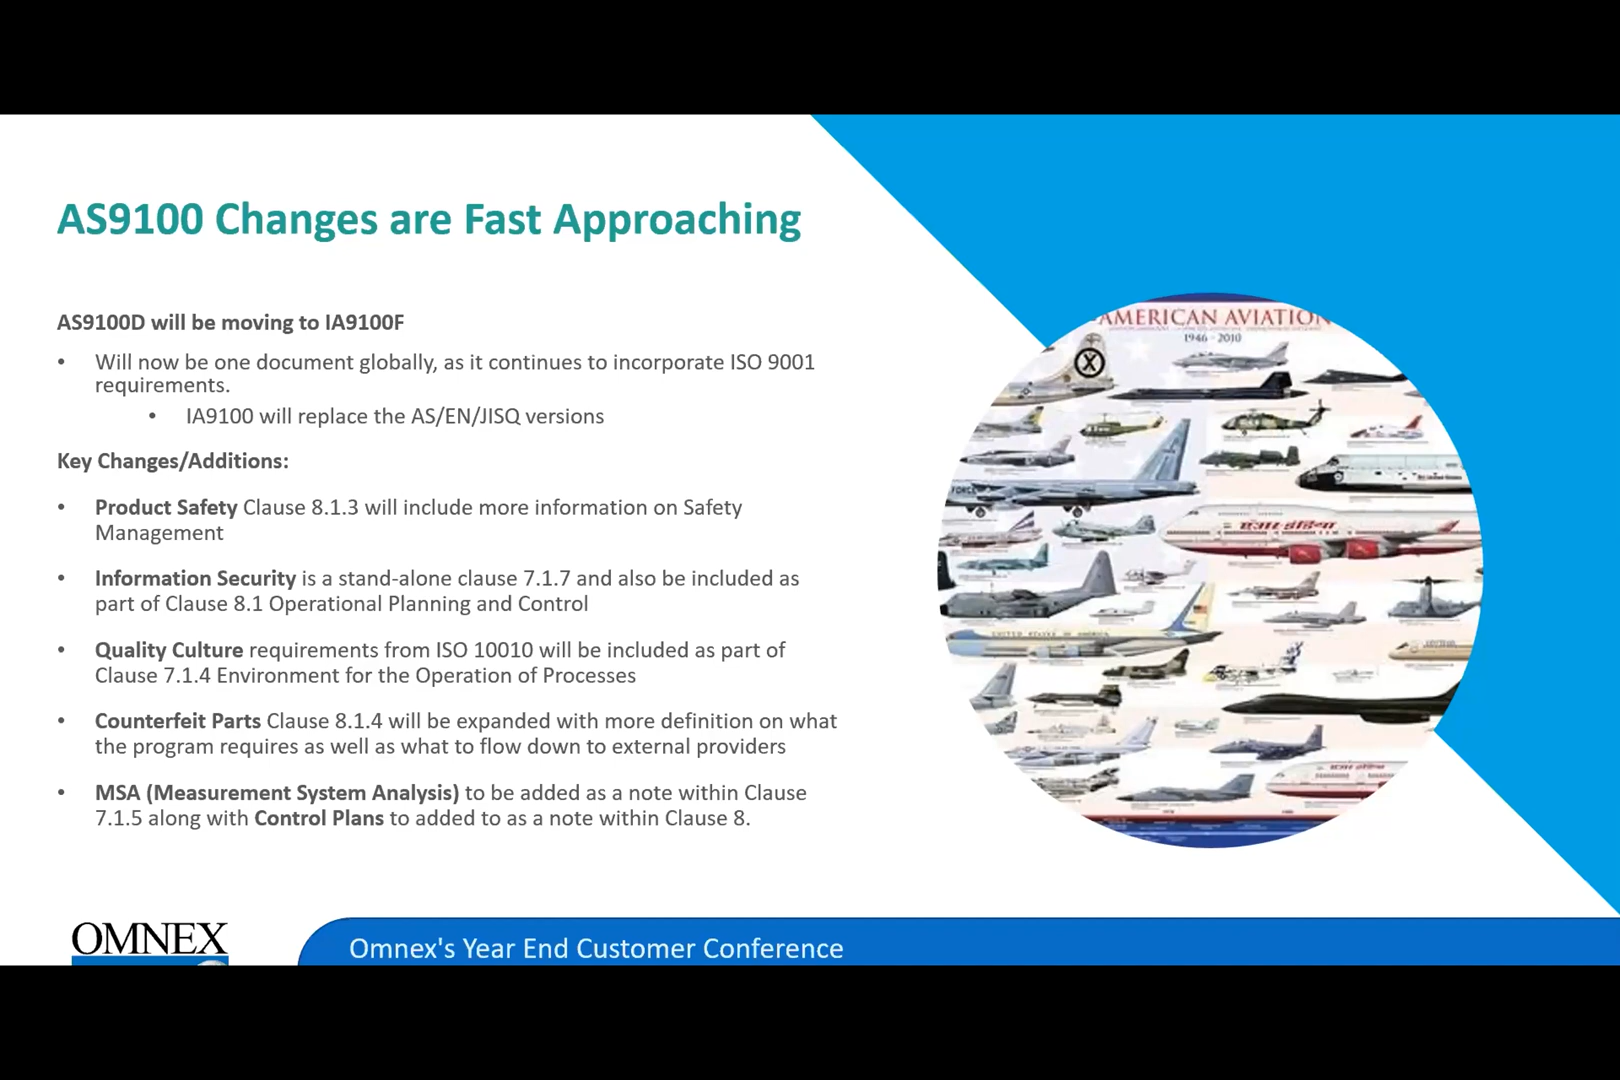 AS9100 Changes are Fast Approaching
AS9100D will be moving to IA9100F
• Will now be one document globally, as it continues to incorporate ISO 9001
requirements.
• IA9100 will replace the AS/EN/JISQ versions
Key Changes/Additions:
• Product Safety Clause 8.1.3 will include more information on Safety
Management
• Information Security is a stand-alone clause 7.1.7 and also be included as
part of Clause 8.1 Operational Planning and Control
• Quality Culture requirements from ISO 10010 will be included as part of
Clause 7.1.4 Environment for the Operation of Processes
• Counterfeit Parts Clause 8.1.4 will be expanded with more definition on what
the program requires as well as what to flow down to external providers
• MSA (Measurement System Analysis) to be added as a note within Clause
7.1.5 along with Control Plans to added to as a note within Clause 8.
AMERICAN AVIATION
1946 - 2010
X
FORCE
UNITED STATES OF AMERICA
OMNEX
Omnex's Year End Customer Conference